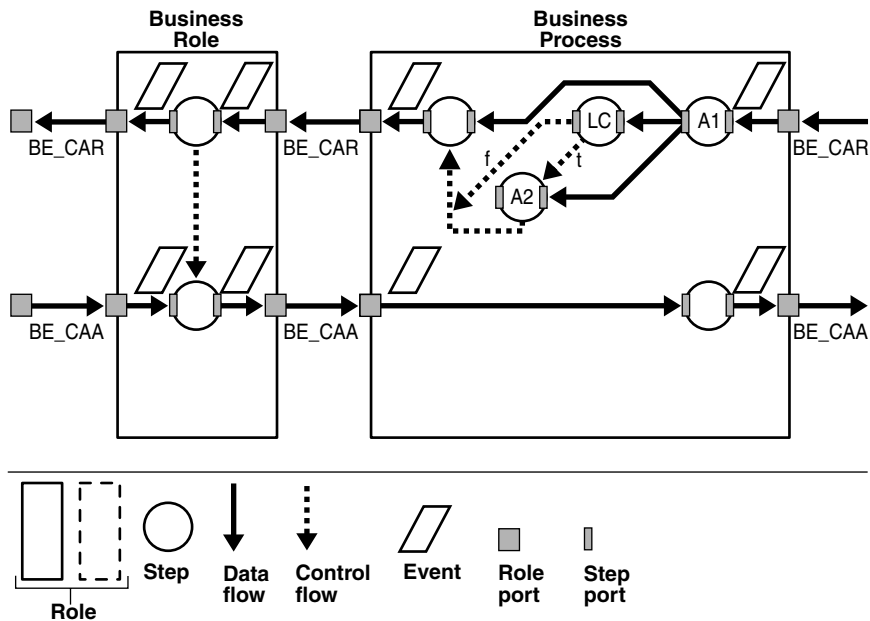 Business
Role
Business
Process
LC
A1
f
t
A2
BE_CAR
BE_CAR
BE_CAR
BE_CAA
BE_CAA
BE_CAA
Role
Step
Data
flow
Control
flow
Event
Role
port
Step
port